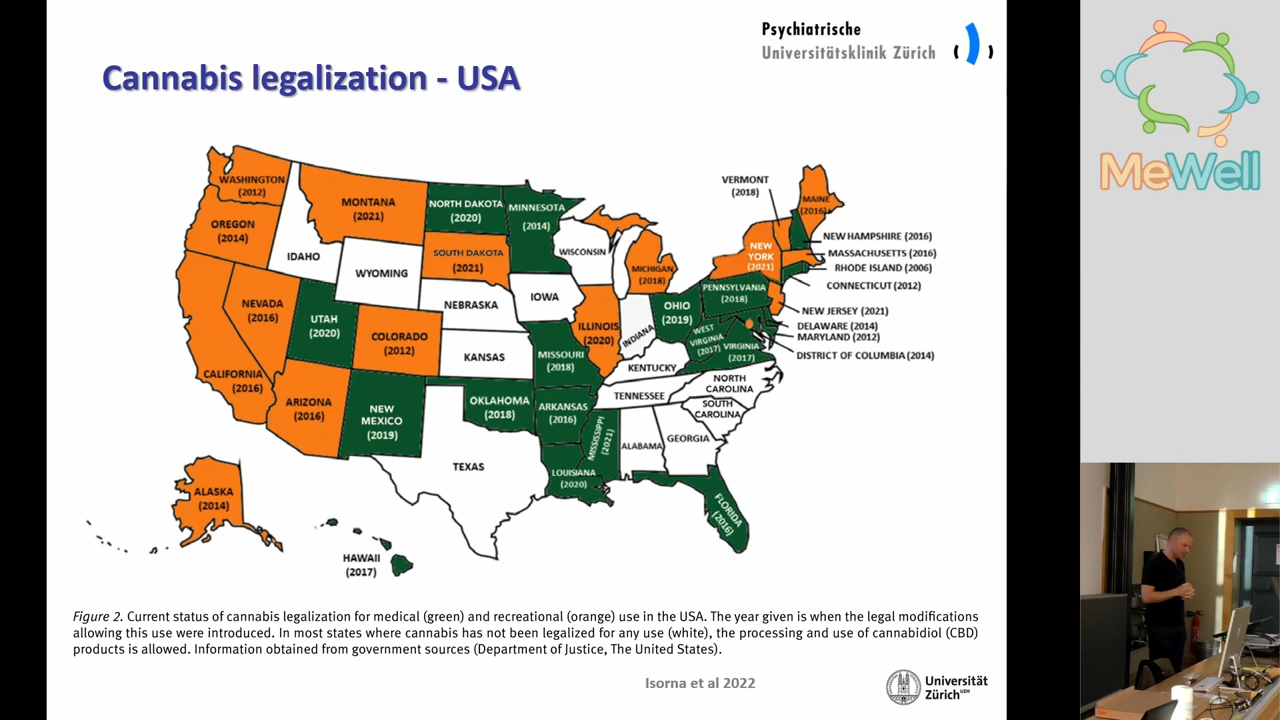 Psychiatrische
Universitätsklinik Zürich
Cannabis legalization - USA
MeWell
WASHINGTON
(2012)
OREGON
(2014)
CALIFORNIA
(2016)
NEVADA
(2016)
IDAHO
MONTANA
(2021)
WYOMING
UTAH
(2020)
COLORADO
(2012)
ARIZONA
(2016)
NEW
MEXICO
(2019)
NORTH DAKOTA
(2020)
SOUTH DAKOTA
(2021)
NEBRASKA
KANSAS
OKLAHOMA
(2018)
TEXAS
MINNESOTA
(2014)
IOWA
MISSOURI
(2018)
ARKANSAS
(2016)
LOUISIANA
(2020)
WISCONSIN
ILLINOIS
(2020)
MICHIGAN
(2018)
INDIANA
OHIO
(2019)
KENTUCKY
TENNESSEE
MISSISSIPPI
(2021)
ALABAMA
GEORGIA
FLORIDA
(2016)
SOUTH
CAROLINA
NORTH
CAROLINA
VIRGINIA
(2017)
WEST
VIRGINIA
(2017)
PENNSYLVANIA
(2018)
NEW
YORK
(2021)
VERMONT
(2018)
MAINE
(2016)
NEW HAMPSHIRE (2016)
MASSACHUSETTS (2016)
RHODE ISLAND (2006)
CONNECTICUT (2012)
NEW JERSEY (2021)
DELAWARE (2014)
MARYLAND (2012)
DISTRICT OF COLUMBIA (2014)
ALASKA
(2014)
HAWAII
(2017)
Figure 2. Current status of cannabis legalization for medical (green) and recreational (orange) use in the USA. The year given is when the legal modifications
allowing this use were introduced. In most states where cannabis has not been legalized for any use (white), the processing and use of cannabidiol (CBD)
products is allowed. Information obtained from government sources (Department of Justice, The United States).
Isorna et al 2022
Universität
Zürich UZH